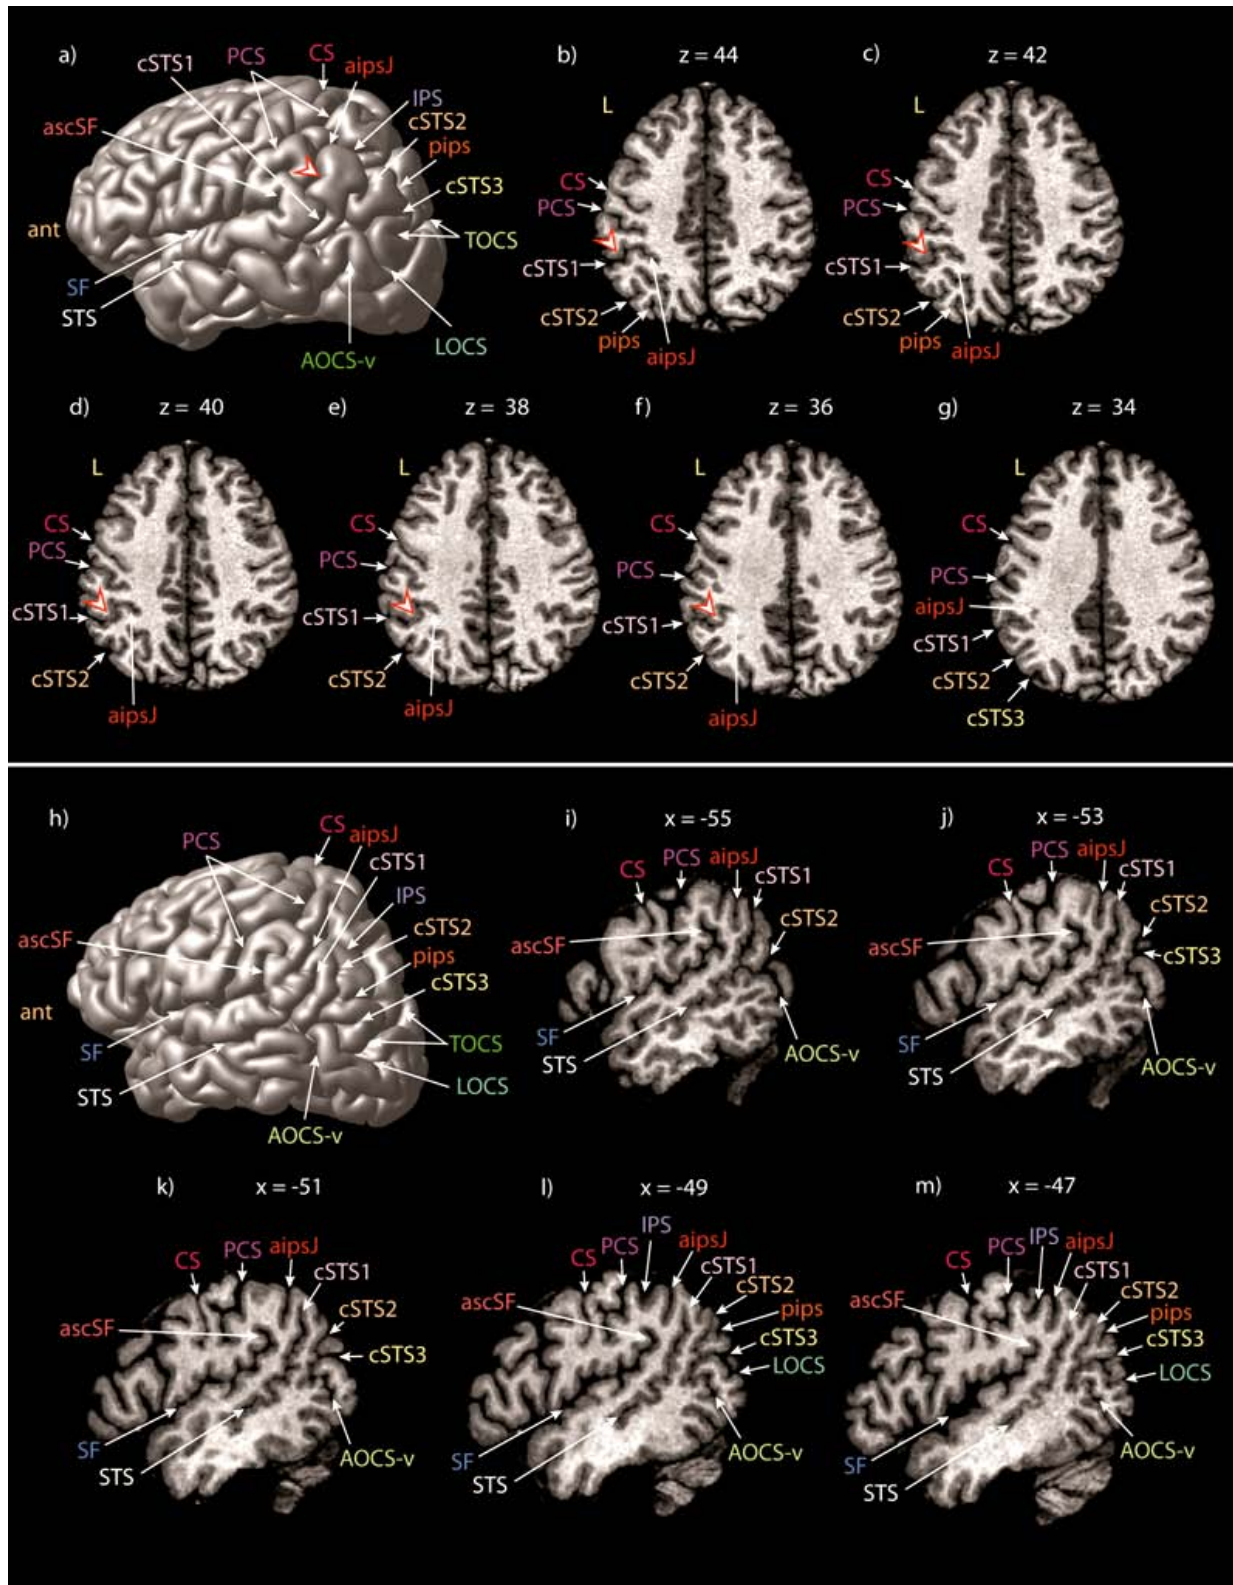 a)
PCS
CS
cSTS1
aipsJ
IPS
cSTS2
ascSF
pips
cSTS3
ant
TOCS
SF
STS
LOCS
AOCS-v
b)
z = 44
L
CS
PCS
cSTS1
cSTS2
pips
aipsJ
c)
z = 42
L
CS
PCS
cSTS1
cSTS2
pips
aipsJ
d)
z = 40
L
CS
PCS
cSTS1
cSTS2
aipsJ
e)
z = 38
L
CS
PCS
cSTS1
cSTS2
aipsJ
f)
z = 36
L
CS
PCS
cSTS1
cSTS2
aipsJ
g)
z = 34
L
CS
PCS
aipsJ
cSTS1
cSTS2
cSTS3
h)
CS
aipsJ
PCS
cSTS1
IPS
cSTS2
ascSF
pips
cSTS3
ant
TOCS
SF
LOCS
STS
AOCS-v
i)
x = -55
PCS
aipsJ
CS
cSTS1
cSTS2
ascSF
SF
AOCS-v
STS
j)
x = -53
PCS
aipsJ
CS
cSTS1
cSTS2
ascSF
cSTS3
SF
AOCS-v
STS
k)
x = -51
PCS
aipsJ
CS
cSTS1
cSTS2
ascSF
cSTS3
SF
AOCS-v
STS
l)
x = -49
IPS
PCS
aipsJ
CS
cSTS1
cSTS2
ascSF
pips
cSTS3
LOCS
AOCS-v
SF
STS
m)
x = -47
IPS
PCS
aipsJ
CS
cSTS1
cSTS2
ascSF
pips
cSTS3
LOCS
AOCS-v
SF
STS